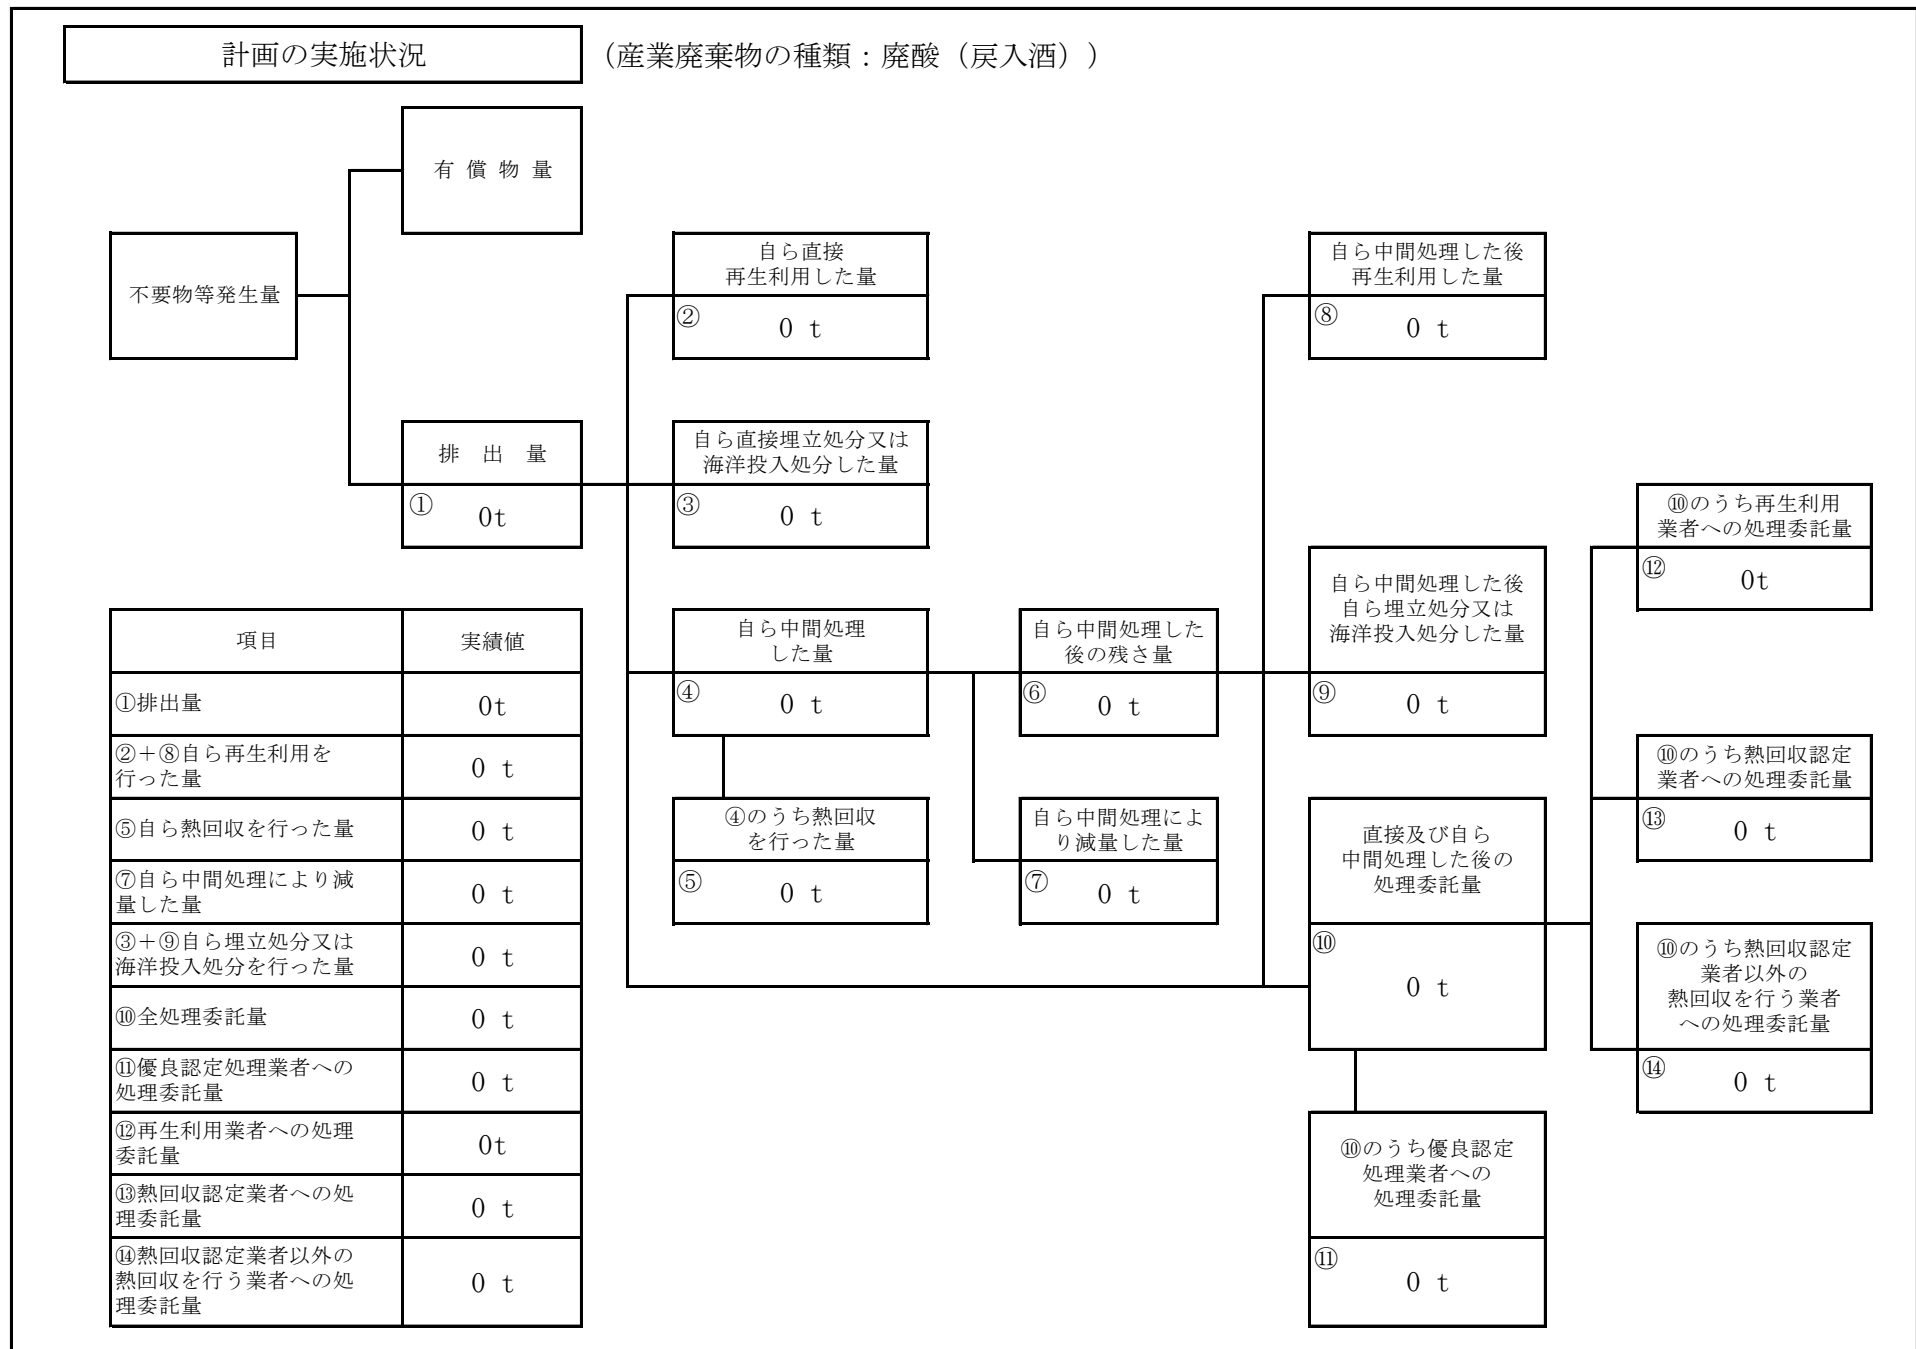 計画の実施状況
(産業廃棄物の種類：廃酸（戻入酒）)
有 償 物 量
不要物等発生量
自ら直接
再生利用した量
②
0 t
自ら中間処理した後
再生利用した量
⑧
0 t
排 出 量
①
0t
自ら直接埋立処分又は
海洋投入処分した量
③
0 t
⑩のうち再生利用
業者への処理委託量
⑫
0t
自ら中間処理した後
自ら埋立処分又は
海洋投入処分した量
⑨
0 t
自ら中間処理
した量
④
0 t
自ら中間処理した
後の残さ量
⑥
0 t
⑩のうち熱回収認定
業者への処理委託量
⑬
0 t
④のうち熱回収
を行った量
⑤
0 t
自ら中間処理によ
り減量した量
⑦
0 t
直接及び自ら
中間処理した後の
処理委託量
⑩
0 t
⑩のうち熱回収認定
業者以外の
熱回収を行う業者
への処理委託量
⑭
0 t
⑩のうち優良認定
処理業者への
処理委託量
⑪
0 t
項目 実績値
①排出量 0t
②＋⑧自ら再生利用を
行った量 0 t
⑤自ら熱回収を行った量 0 t
⑦自ら中間処理により減
量した量 0 t
③＋⑨自ら埋立処分又は
海洋投入処分を行った量 0 t
⑩全処理委託量 0 t
⑪優良認定処理業者への
処理委託量 0 t
⑫再生利用業者への処理
委託量 0t
⑬熱回収認定業者への処
理委託量 0 t
⑭熱回収認定業者以外の
熱回収を行う業者への処
理委託量 0 t